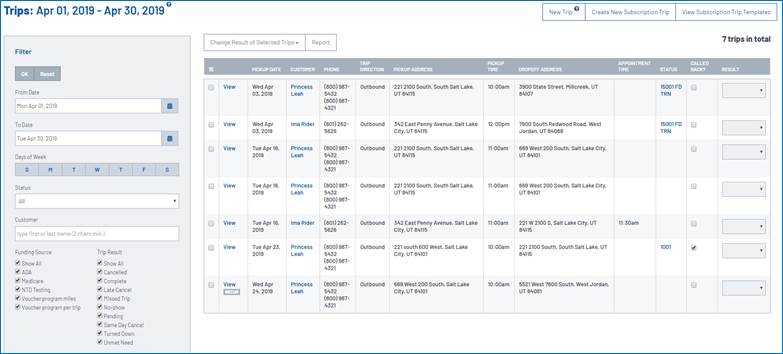 Trips: Apr 01, 2019 - Apr 30, 2019 ?
New Trip ?
Create New Subscription Trip
View Subscription Trip Templates
Filter
OK Reset
From Date
Mon Apr 01, 2019
To Date
Tue Apr 30, 2019
Days of Week
S M T W T F S
Status
All
Customer
type first or last name (2 chars min.)
Funding Source
Show All
ADA
Medicare
NTD Testing
Voucher program miles
Voucher program per trip
Trip Result
Show All
Cancelled
Complete
Late Cancel
Missed Trip
No-show
Pending
Same Day Cancel
Turned Down
Unmet Need
Change Result of Selected Trips
Report
7 trips in total
PICKUP DATE CUSTOMER PHONE TRIP DIRECTION PICKUP ADDRESS PICKUP TIME DROPOFF ADDRESS APPOINTMENT TIME STATUS CALLED BACK? RESULT
View Wed Apr 03, 2019 Princess Leah (800) 987-5432 (800) 987-4321 Outbound 221 2100 South, South Salt Lake, UT 84115 10:00am 3900 State Street, Millcreek, UT 84107 15001 FD TRN
View Wed Apr 03, 2019 Ima Rider (801) 262-5626 Outbound 342 East Penny Avenue, Salt Lake City, UT 84115 12:00pm 7600 South Redwood Road, West Jordan, UT 84088 15001 FD TRN
View Tue Apr 16, 2019 Princess Leah (800) 987-5432 (800) 987-4321 Outbound 221 2100 South, South Salt Lake, UT 84115 11:00am 669 West 200 South, Salt Lake City, UT 84101
View Tue Apr 16, 2019 Princess Leah (800) 987-5432 (800) 987-4321 Outbound 221 2100 South, South Salt Lake, UT 84115 11:00am 669 West 200 South, Salt Lake City, UT 84101
View Tue Apr 16, 2019 Ima Rider (801) 262-5626 Outbound 342 East Penny Avenue, Salt Lake City, UT 84115 11:00am 221 W 2100 S, Salt Lake City, UT 84115 11:30am
View Tue Apr 23, 2019 Princess Leah (800) 987-5432 (800) 987-4321 Outbound 221 south 600 West, Salt Lake City, UT 84101 10:00am 221 2100 South, South Salt Lake, UT 84115 1001
View Wed Apr 24, 2019 Princess Leah (800) 987-5432 (800) 987-4321 Outbound 669 West 200 South, Salt Lake City, UT 84101 10:00am 5521 West 7800 South, West Jordan, UT 84081